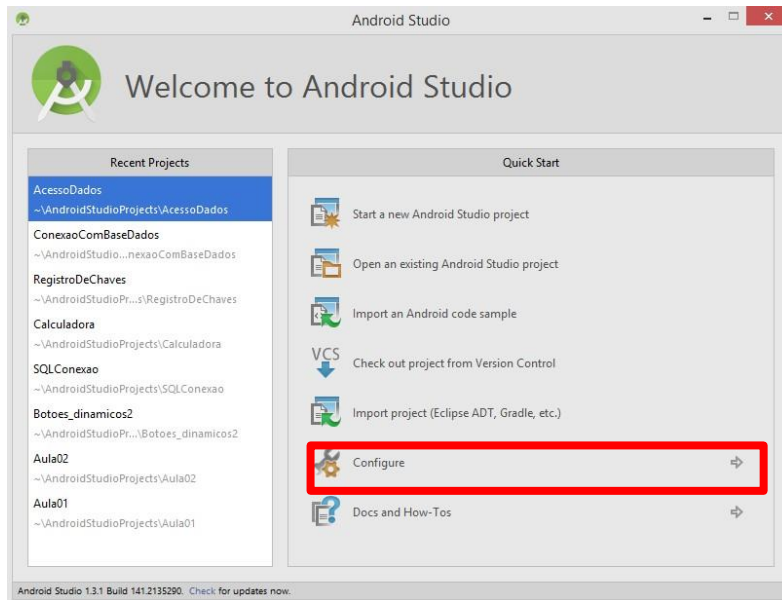 Android Studio
Welcome to Android Studio
Recent Projects
AcessoDados
~\AndroidStudioProjects\AcessoDados
ConexaoComBaseDados
~\AndroidStudio...nexaoComBaseDados
RegistroDeChaves
~\AndroidStudioPr...s\RegistroDeChaves
Calculadora
~\AndroidStudioProjects\Calculadora
SQLConexao
~\AndroidStudioProjects\SQLConexao
Botoes_dinamicos2
~\AndroidStudioPr...\Botoes_dinamicos2
Aula02
~\AndroidStudioProjects\Aula02
Aula01
~\AndroidStudioProjects\Aula01
Quick Start
Start a new Android Studio project
Open an existing Android Studio project
Import an Android code sample
VCS
Check out project from Version Control
Import project (Eclipse ADT, Gradle, etc.)
Configure
Docs and How-Tos
Android Studio 1.3.1 Build 141.2135290. Check for updates now.